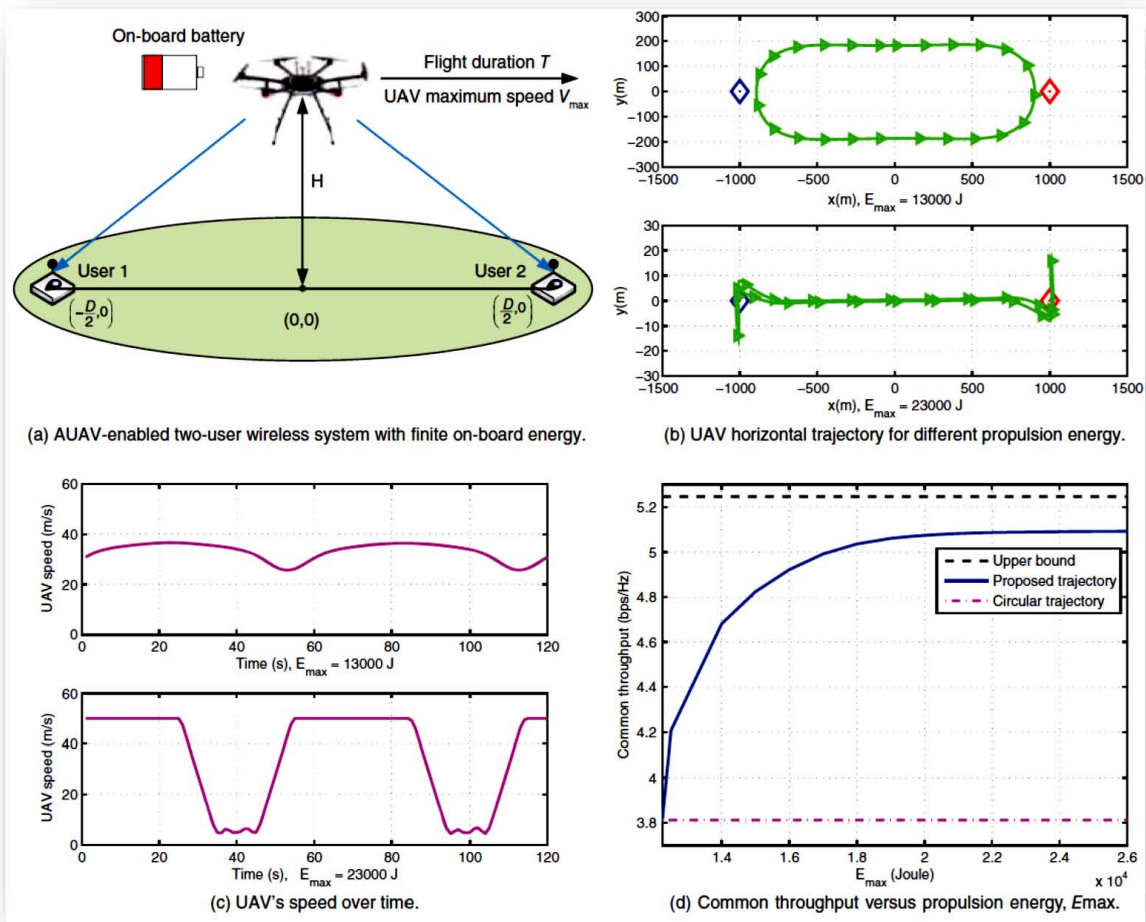 On-board battery
Flight duration T
UAV maximum speed Vmax
H
User 1
User 2
(-D/2,0)
(0,0)
(D/2,0)
(a) AUAV-enabled two-user wireless system with finite on-board energy.
300
200
100
0
−100
−200
−300
y(m)
−1500 −1000 −500 0 500 1000 1500
x(m), Emax = 13000 J
30
20
10
0
−10
−20
−30
y(m)
−1500 −1000 −500 0 500 1000 1500
x(m), Emax = 23000 J
(b) UAV horizontal trajectory for different propulsion energy.
60
40
20
0
UAV speed (m/s)
0 20 40 60 80 100 120
Time (s), Emax = 13000 J
60
40
20
0
UAV speed (m/s)
0 20 40 60 80 100 120
Time (s), Emax = 23000 J
(c) UAV's speed over time.
5.2
5
4.8
4.6
4.4
4.2
4
3.8
Common throughput (bps/Hz)
Upper bound
Proposed trajectory
Circular trajectory
1.4 1.6 1.8 2 2.2 2.4 2.6
Emax (Joule)
x 10⁴
(d) Common throughput versus propulsion energy, Emax.